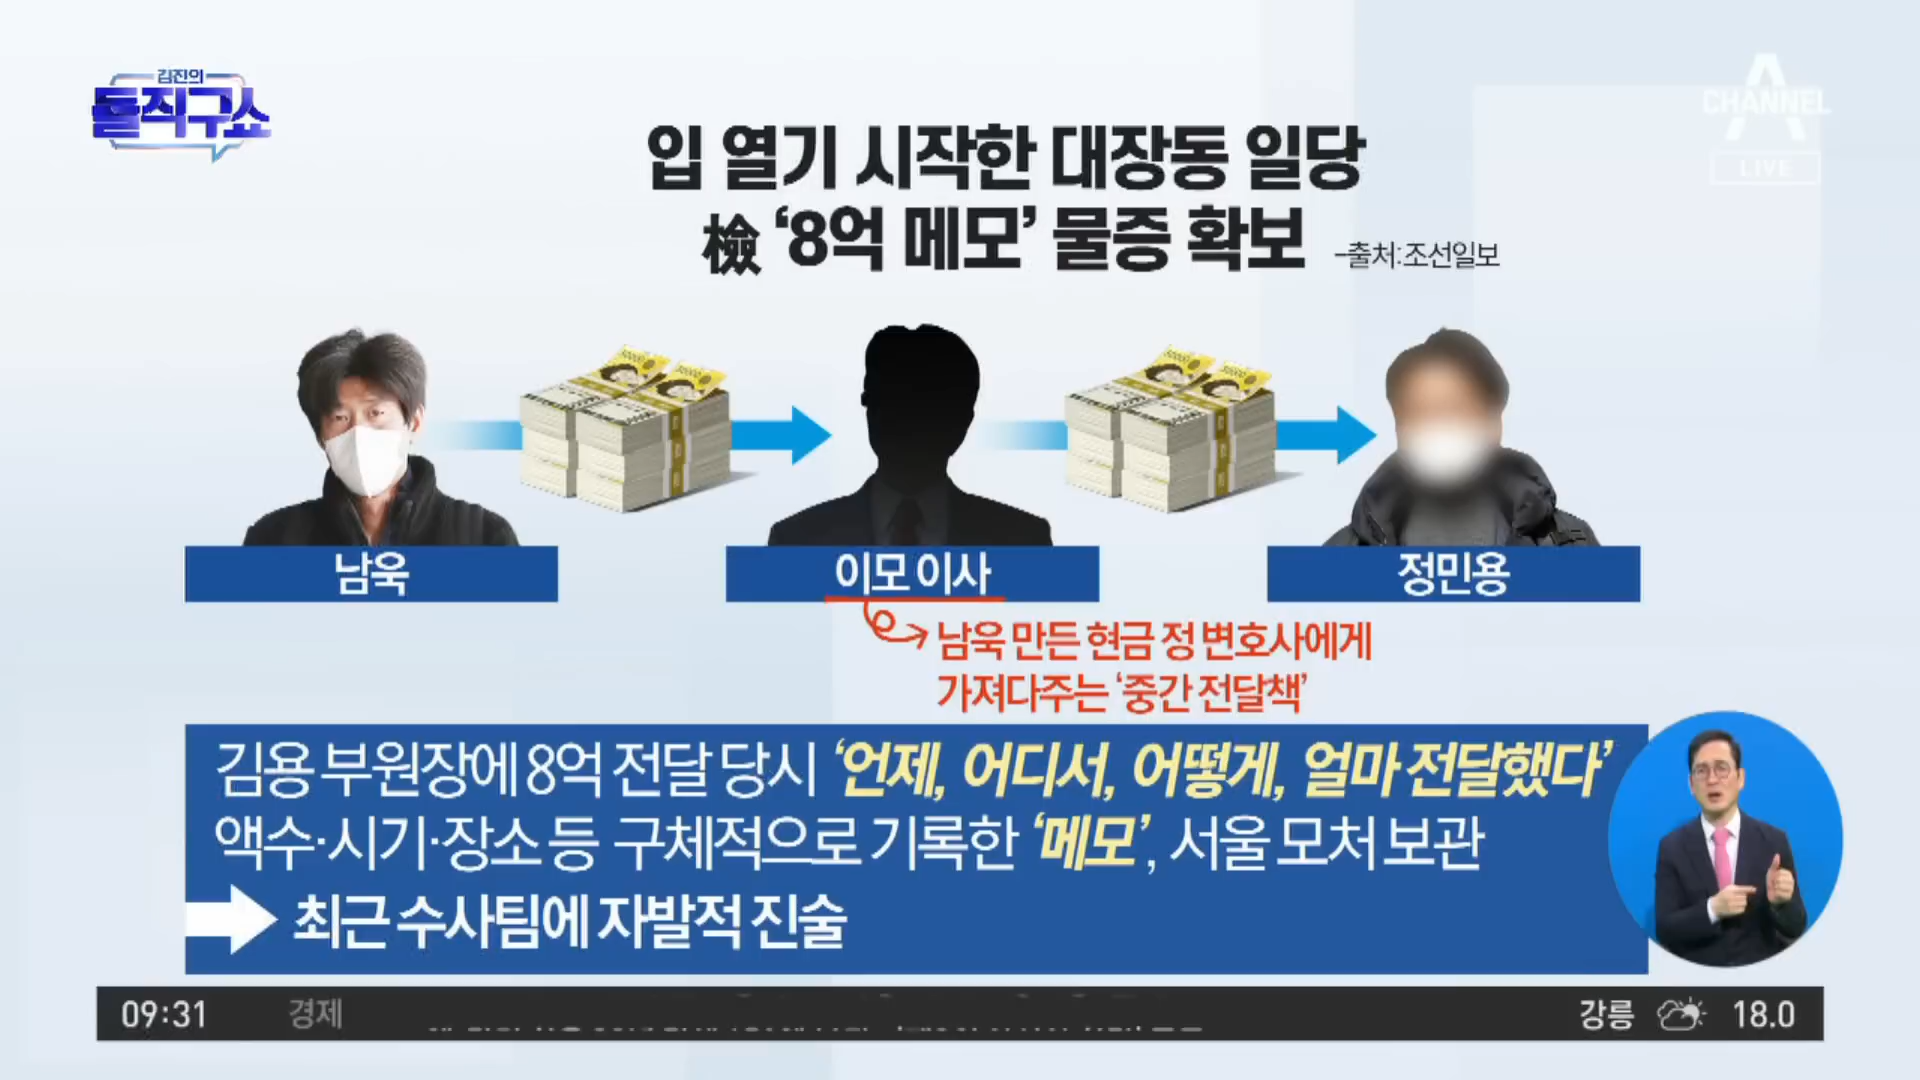 김진의
돌직구쇼
CHANNEL A
LIVE
입 열기 시작한 대장동 일당
檢 ‘8억 메모’ 물증 확보
-출처:조선일보
50000 50000
50000 50000
남욱
이모 이사
정민용
남욱 만든 현금 정 변호사에게
가져다주는 ‘중간 전달책’
김용 부원장에 8억 전달 당시 ‘언제, 어디서, 어떻게, 얼마 전달했다’
액수·시기·장소 등 구체적으로 기록한 ‘메모’, 서울 모처 보관
최근 수사팀에 자발적 진술
09:31 경제
강릉 18.0